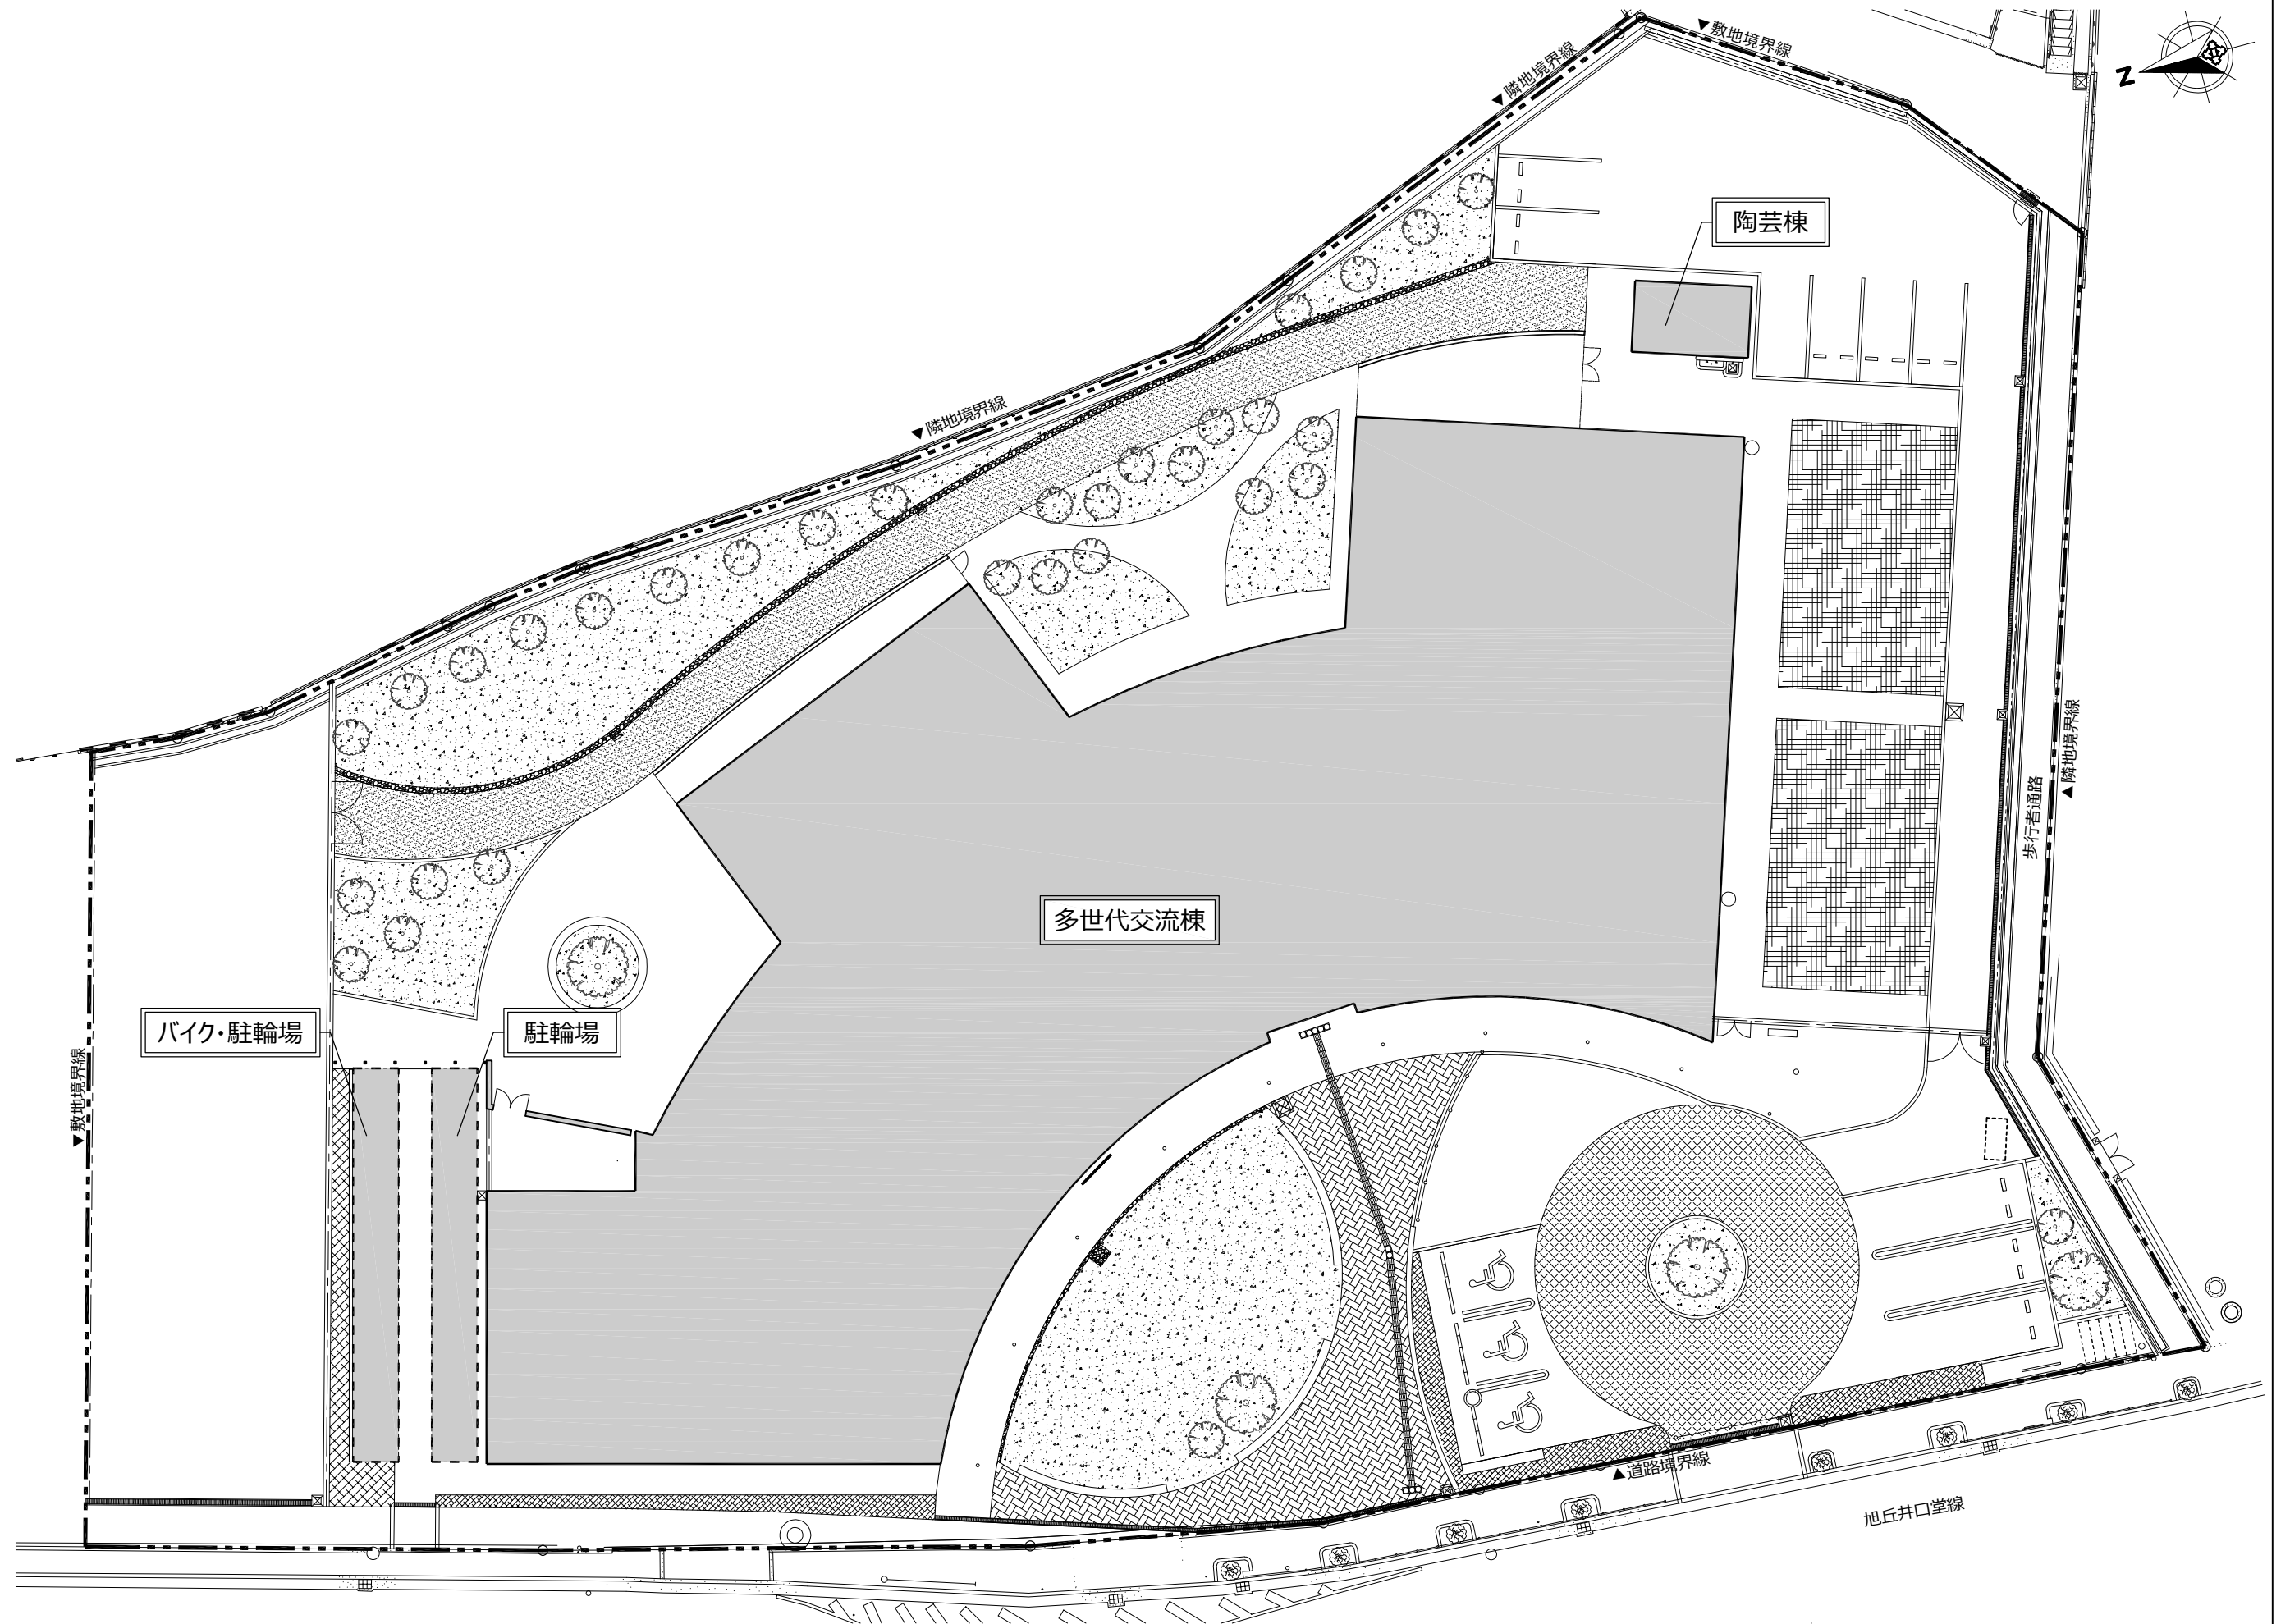 ▼敷地境界線
▼隣地境界線
N
陶芸棟
▼隣地境界線
▼隣地境界線
歩行者通路
多世代交流棟
バイク・駐輪場
駐輪場
▼敷地境界線
▲道路境界線
旭丘井口堂線